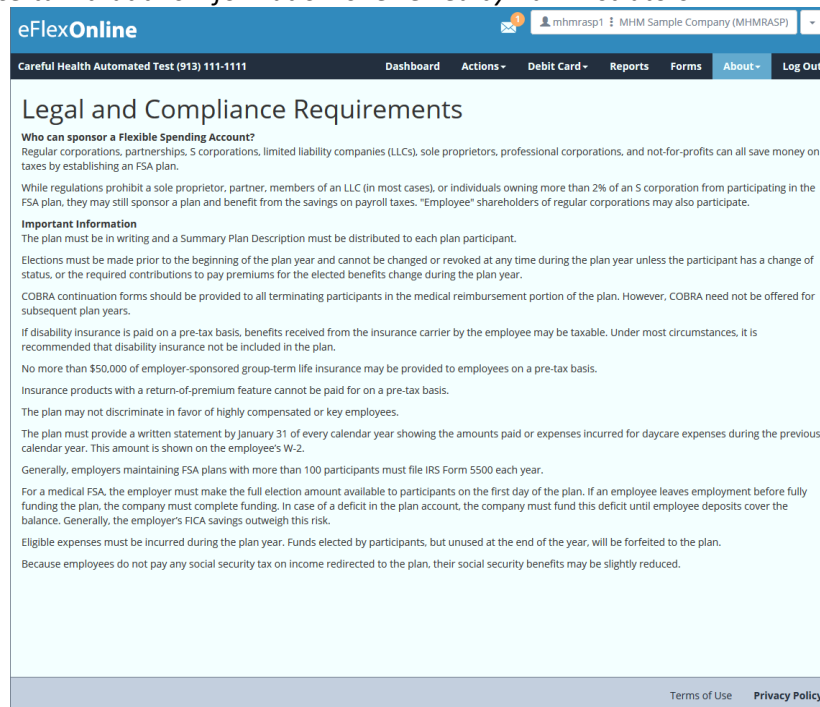 eFlexOnline
1
mhmrasp1 ⋮ MHM Sample Company (MHMRASP)
Careful Health Automated Test (913) 111-1111
Dashboard Actions Debit Card Reports Forms About Log Out
Legal and Compliance Requirements
Who can sponsor a Flexible Spending Account?
Regular corporations, partnerships, S corporations, limited liability companies (LLCs), sole proprietors, professional corporations, and not-for-profits can all save money on
taxes by establishing an FSA plan.
While regulations prohibit a sole proprietor, partner, members of an LLC (in most cases), or individuals owning more than 2% of an S corporation from participating in the
FSA plan, they may still sponsor a plan and benefit from the savings on payroll taxes. "Employee" shareholders of regular corporations may also participate.
Important Information
The plan must be in writing and a Summary Plan Description must be distributed to each plan participant.
Elections must be made prior to the beginning of the plan year and cannot be changed or revoked at any time during the plan year unless the participant has a change of
status, or the required contributions to pay premiums for the elected benefits change during the plan year.
COBRA continuation forms should be provided to all terminating participants in the medical reimbursement portion of the plan. However, COBRA need not be offered for
subsequent plan years.
If disability insurance is paid on a pre-tax basis, benefits received from the insurance carrier by the employee may be taxable. Under most circumstances, it is
recommended that disability insurance not be included in the plan.
No more than $50,000 of employer-sponsored group-term life insurance may be provided to employees on a pre-tax basis.
Insurance products with a return-of-premium feature cannot be paid for on a pre-tax basis.
The plan may not discriminate in favor of highly compensated or key employees.
The plan must provide a written statement by January 31 of every calendar year showing the amounts paid or expenses incurred for daycare expenses during the previous
calendar year. This amount is shown on the employee's W-2.
Generally, employers maintaining FSA plans with more than 100 participants must file IRS Form 5500 each year.
For a medical FSA, the employer must make the full election amount available to participants on the first day of the plan. If an employee leaves employment before fully
funding the plan, the company must complete funding. In case of a deficit in the plan account, the company must fund this deficit until employee deposits cover the
balance. Generally, the employer's FICA savings outweigh this risk.
Eligible expenses must be incurred during the plan year. Funds elected by participants, but unused at the end of the year, will be forfeited to the plan.
Because employees do not pay any social security tax on income redirected to the plan, their social security benefits may be slightly reduced.
Terms of Use Privacy Policy